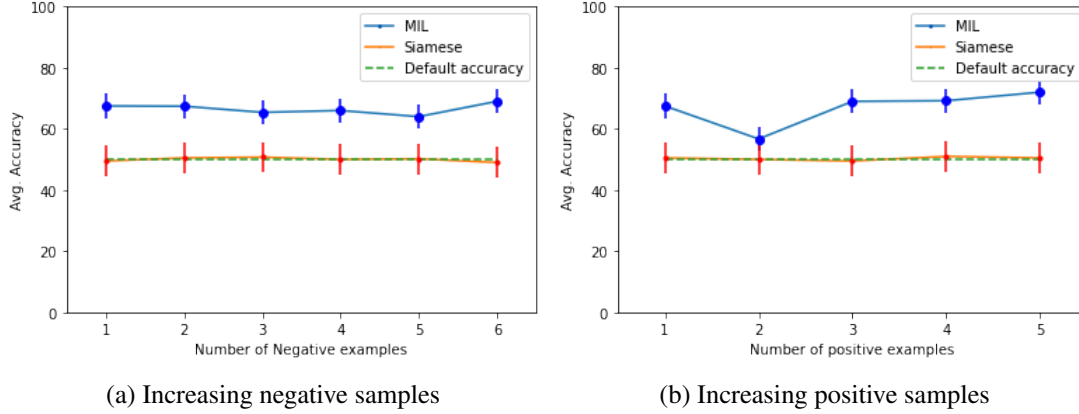 100
80
60
40
20
0
Avg. Accuracy
MIL
Siamese
Default accuracy
1 2 3 4 5 6
Number of Negative examples
(a) Increasing negative samples
100
80
60
40
20
0
Avg. Accuracy
MIL
Siamese
Default accuracy
1 2 3 4 5
Number of positive examples
(b) Increasing positive samples